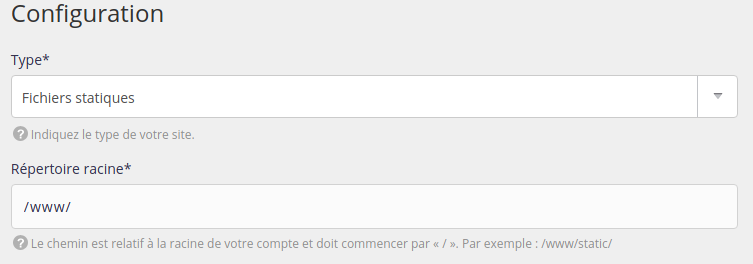 Configuration
Type*
Fichiers statiques
? Indiquez le type de votre site.
Répertoire racine*
/www/
? Le chemin est relatif à la racine de votre compte et doit commencer par « / ». Par exemple : /www/static/